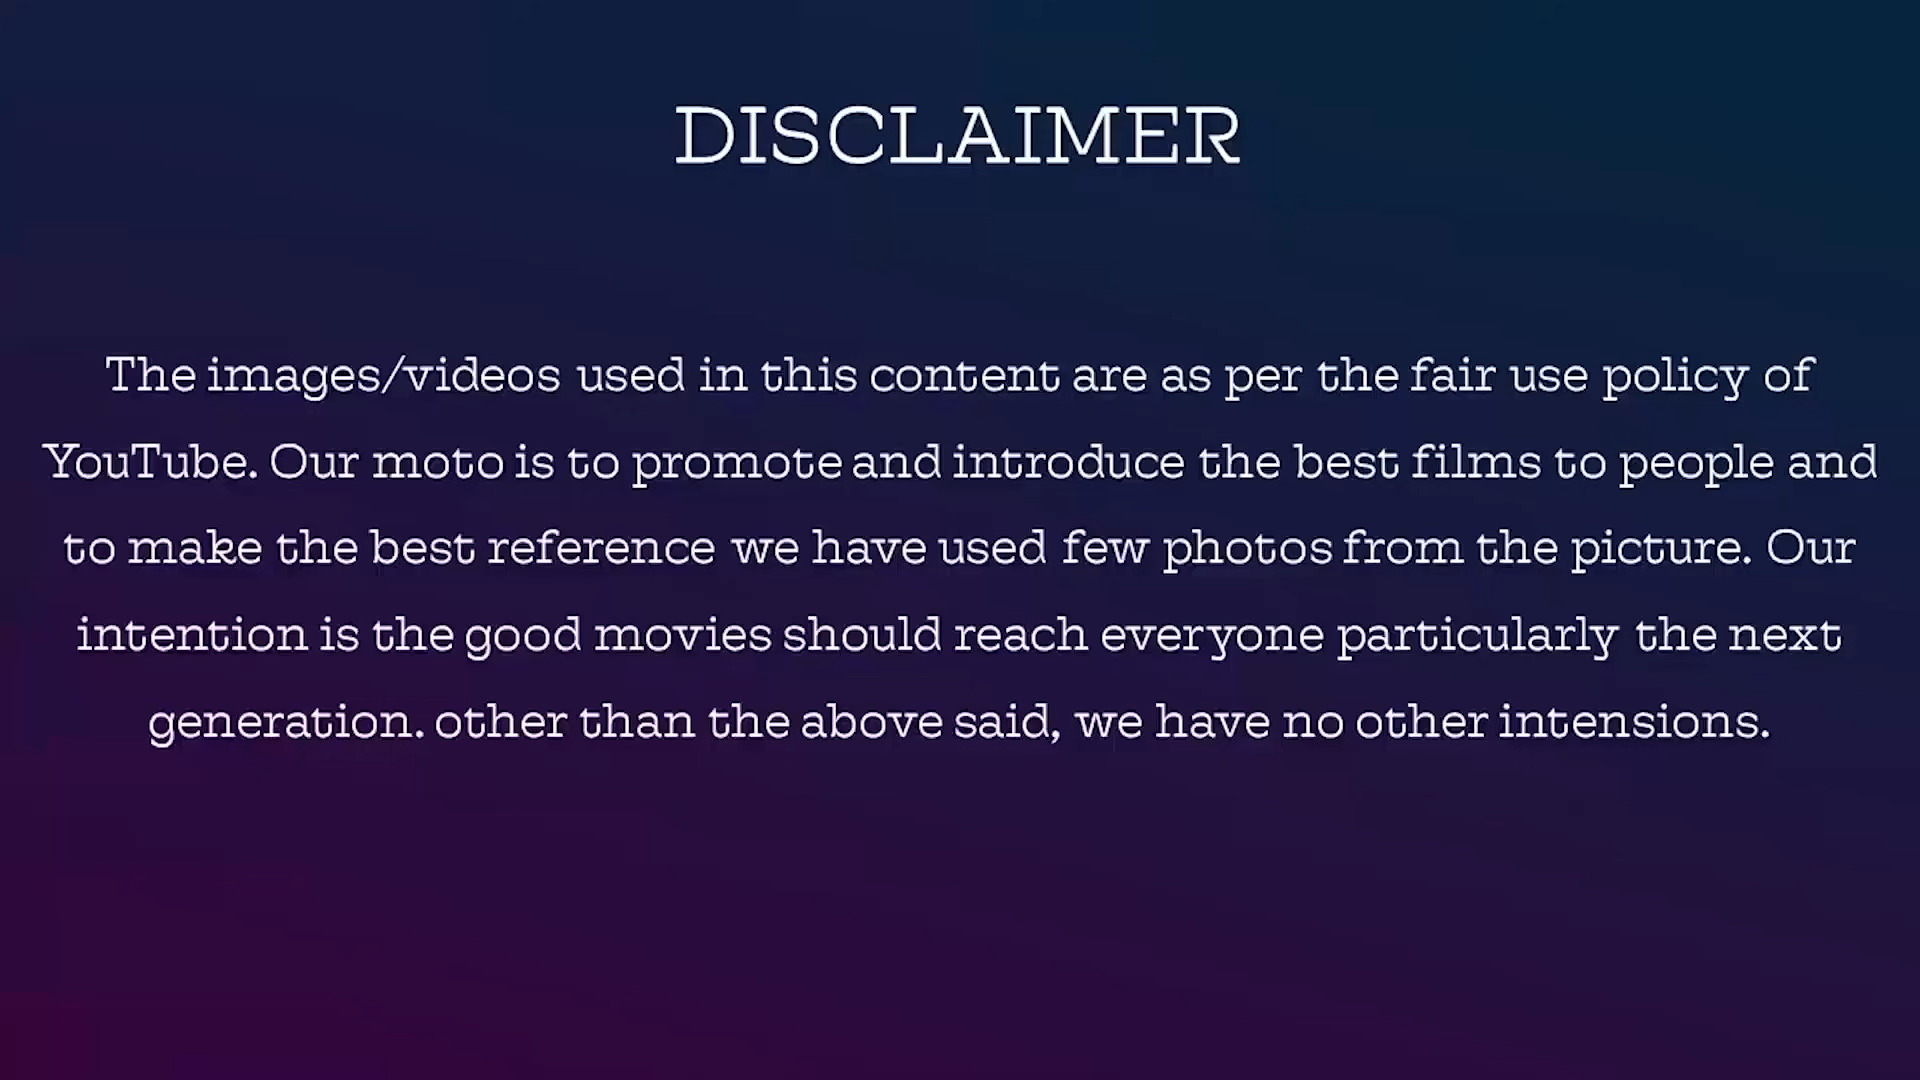 DISCLAIMER
The images/videos used in this content are as per the fair use policy of
YouTube. Our moto is to promote and introduce the best films to people and
to make the best reference we have used few photos from the picture. Our
intention is the good movies should reach everyone particularly the next
generation. other than the above said, we have no other intensions.